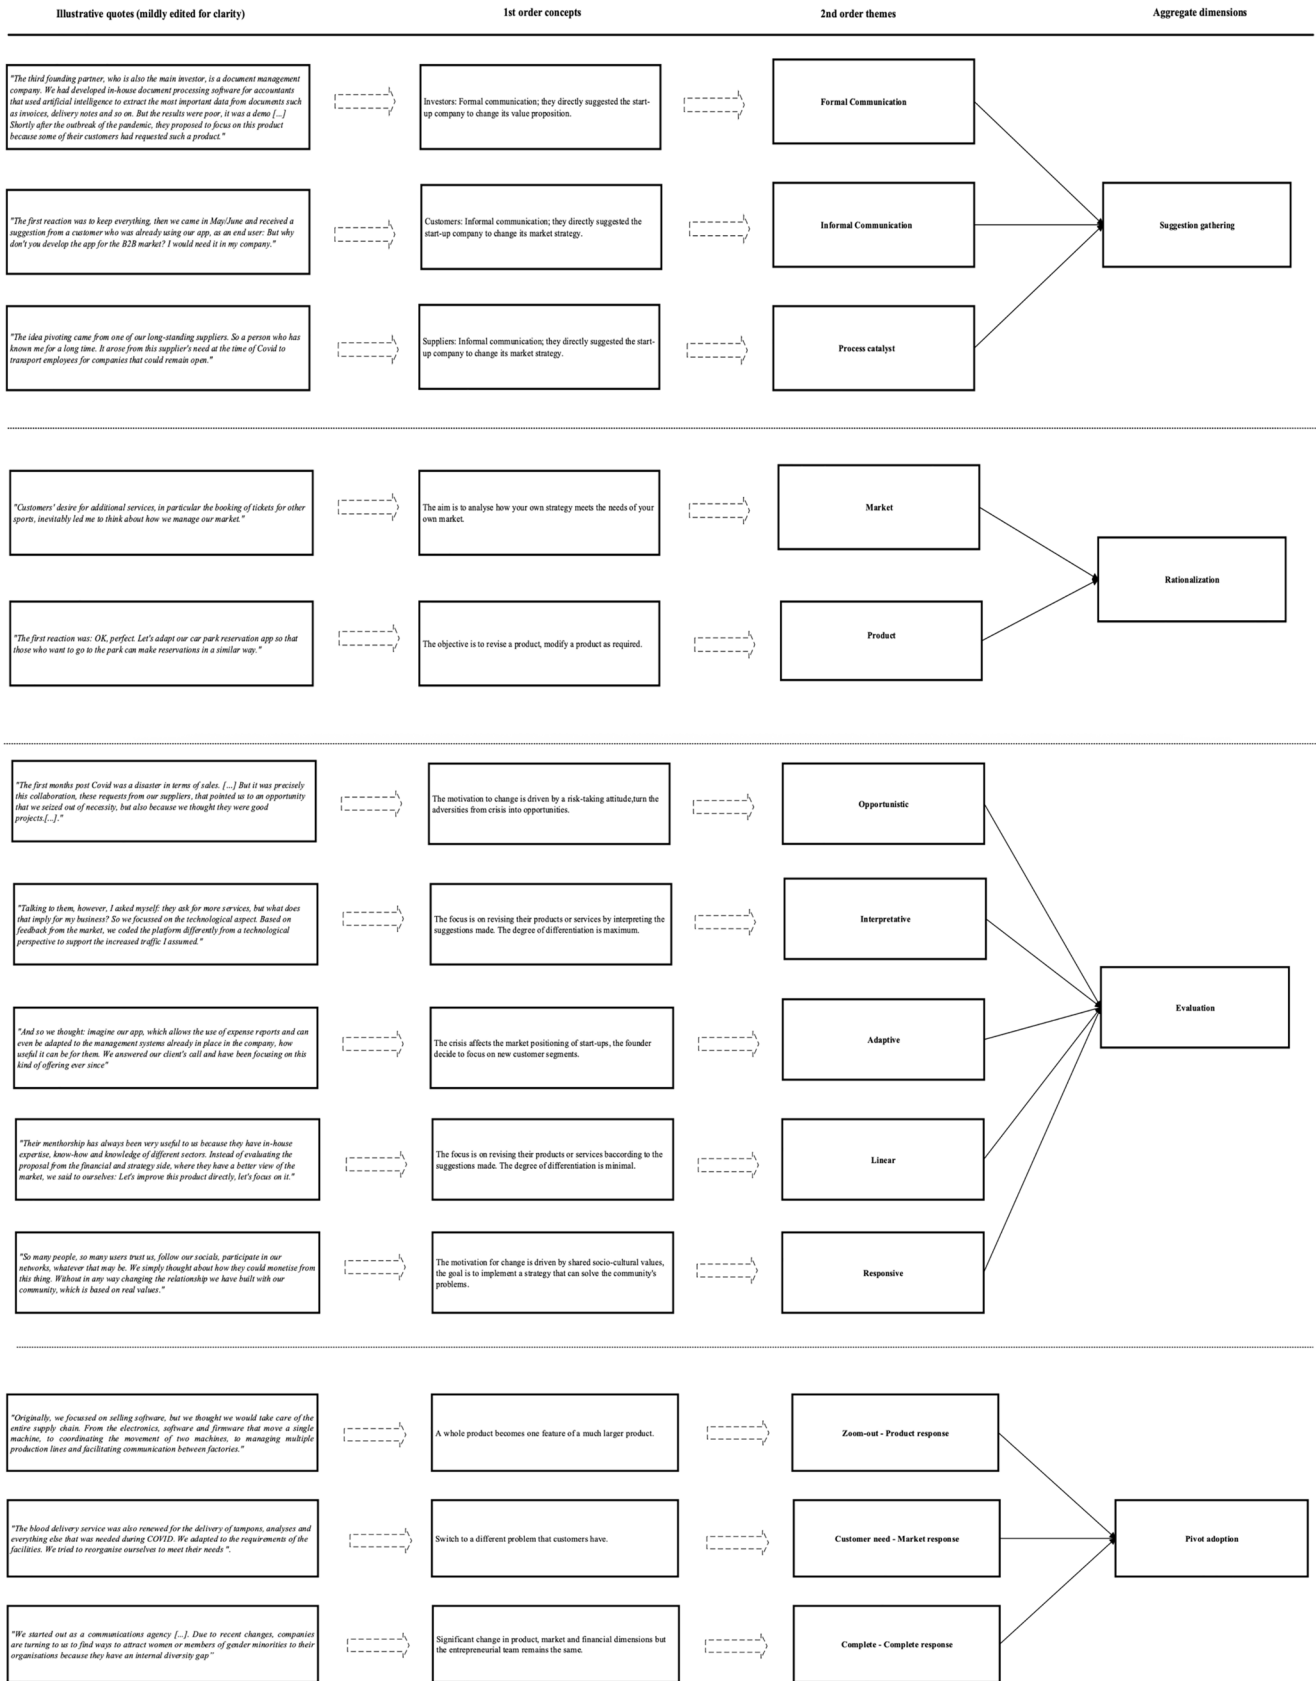 Illustrative quotes (mildly edited for clarity)
1st order concepts
2nd order themes
Aggregate dimensions
"The third founding partner, who is also the main investor, is a document management
company. We had developed in-house document processing software for accountants
that used artificial intelligence to extract the most important data from documents such
as invoices, delivery notes and so on. But the results were poor, it was a demo [...]
Shortly after the outbreak of the pandemic, they proposed to focus on this product
because some of their customers had requested such a product."
Investors: Formal communication; they directly suggested the start-
up company to change its value proposition.
Formal Communication
"The first reaction was to keep everything, then we came in May/June and received a
suggestion from a customer who was already using our app, as an end user: But why
don't you develop the app for the B2B market? I would need it in my company."
Customers: Informal communication; they directly suggested the
start-up company to change its market strategy.
Informal Communication
Suggestion gathering
"The idea pivoting came from one of our long-standing suppliers. So a person who has
known me for a long time. It arose from this supplier's need at the time of Covid to
transport employees for companies that could remain open."
Suppliers: Informal communication; they directly suggested the start-
up company to change its market strategy.
Process catalyst
"Customers' desire for additional services, in particular the booking of tickets for other
sports, inevitably led me to think about how we manage our market."
The aim is to analyse how your own strategy meets the needs of your
own market.
Market
Rationalization
"The first reaction was: OK, perfect. Let's adapt our car park reservation app so that
those who want to go to the park can make reservations in a similar way."
The objective is to revise a product, modify a product as required.
Product
"The first months post Covid was a disaster in terms of sales. [...] But it was precisely
this collaboration, these requests from our suppliers, that pointed us to an opportunity
that we seized out of necessity, but also because we thought they were good
projects.[...]."
The motivation to change is driven by a risk-taking attitude,turn the
adversities from crisis into opportunities.
Opportunistic
"Talking to them, however, I asked myself: they ask for more services, but what does
that imply for my business? So we focussed on the technological aspect. Based on
feedback from the market, we coded the platform differently from a technological
perspective to support the increased traffic I assumed."
The focus is on revising their products or services by interpreting the
suggestions made. The degree of differentiation is maximum.
Interpretative
Evaluation
"And so we thought: imagine our app, which allows the use of expense reports and can
even be adapted to the management systems already in place in the company, how
useful it can be for them. We answered our client's call and have been focusing on this
kind of offering ever since"
The crisis affects the market positioning of start-ups, the founder
decide to focus on new customer segments.
Adaptive
"Their menthorship has always been very useful to us because they have in-house
expertise, know-how and knowledge of different sectors. Instead of evaluating the
proposal from the financial and strategy side, where they have a better view of the
market, we said to ourselves: Let's improve this product directly, let's focus on it."
The focus is on revising their products or services baccording to the
suggestions made. The degree of differentiation is minimal.
Linear
"So many people, so many users trust us, follow our socials, participate in our
networks, whatever that may be. We simply thought about how they could monetise from
this thing. Without in any way changing the relationship we have built with our
community, which is based on real values."
The motivation for change is driven by shared socio-cultural values,
the goal is to implement a strategy that can solve the community's
problems.
Responsive
"Originally, we focussed on selling software, but we thought we would take care of the
entire supply chain. From the electronics, software and firmware that move a single
machine, to coordinating the movement of two machines, to managing multiple
production lines and facilitating communication between factories."
A whole product becomes one feature of a much larger product.
Zoom-out - Product response
"The blood delivery service was also renewed for the delivery of tampons, analyses and
everything else that was needed during COVID. We adapted to the requirements of the
facilities. We tried to reorganise ourselves to meet their needs ".
Switch to a different problem that customers have.
Customer need - Market response
Pivot adoption
"We started out as a communications agency [...]. Due to recent changes, companies
are turning to us to find ways to attract women or members of gender minorities to their
organisations because they have an internal diversity gap"
Significant change in product, market and financial dimensions but
the entrepreneurial team remains the same.
Complete - Complete response